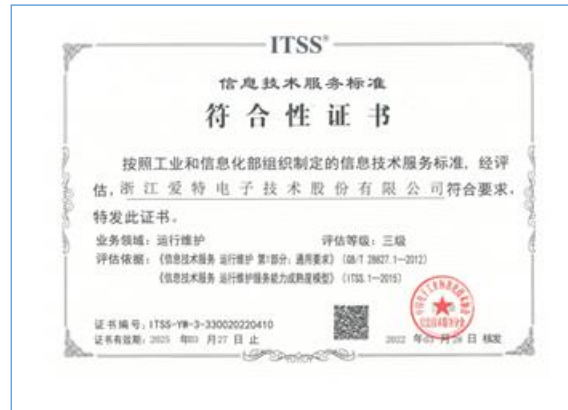 ITSS®
信息技术服务标准
符合性证书
按照工业和信息化部组织制定的信息技术服务标准，经评
估，浙江爱特电子技术股份有限公司符合要求，
特发此证书。
业务领域：运行维护 评估等级：三级
评估依据：《信息技术服务 运行维护 第1部分：通用要求》（GB/T 28827.1—2012）
《信息技术服务 运行维护服务能力成熟度模型》（ITSS.1—2015）
证书编号：ITSS-YW-3-330020220410
证书有效期：2025 年03 月27 日 止 2022 年03 月28 日 核发